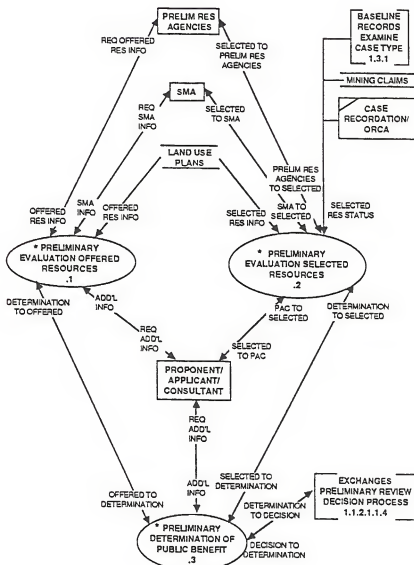 PRELIM RES
AGENCIES
REQ OFFERED
RES INFO
SELECTED TO
PRELIM RES
AGENCIES
BASELINE
RECORDS
EXAMINE
CASE TYPE
1.3.1
MINING CLAIMS
CASE
RECORDATION/
ORCA
SMA
REQ
SMA
INFO
SELECTED
TO SMA
LAND USE
PLANS
PRELIM RES
AGENCIES
TO SELECTED
SMA TO
SELECTED
SELECTED
RES STATUS
OFFERED
RES INFO
SMA
INFO
OFFERED
RES INFO
SELECTED
RES INFO
* PRELIMINARY
EVALUATION OFFERED
RESOURCES
.1
* PRELIMINARY
EVALUATION SELECTED
RESOURCES
.2
DETERMINATION
TO OFFERED
ADD'L
INFO
PAC TO
SELECTED
DETERMINATION
TO SELECTED
REQ
ADD'L
INFO
SELECTED
TO PAC
PROPONENT/
APPLICANT/
CONSULTANT
REQ
ADD'L
INFO
OFFERED TO
DETERMINATION
ADD'L
INFO
SELECTED TO
DETERMINATION
DETERMINATION
TO DECISION
EXCHANGES
PRELIMINARY REVIEW
DECISION PROCESS
1.1.2.1.1.4
* PRELIMINARY
DETERMINATION OF
PUBLIC BENEFIT
.3
DECISION TO
DETERMINATION